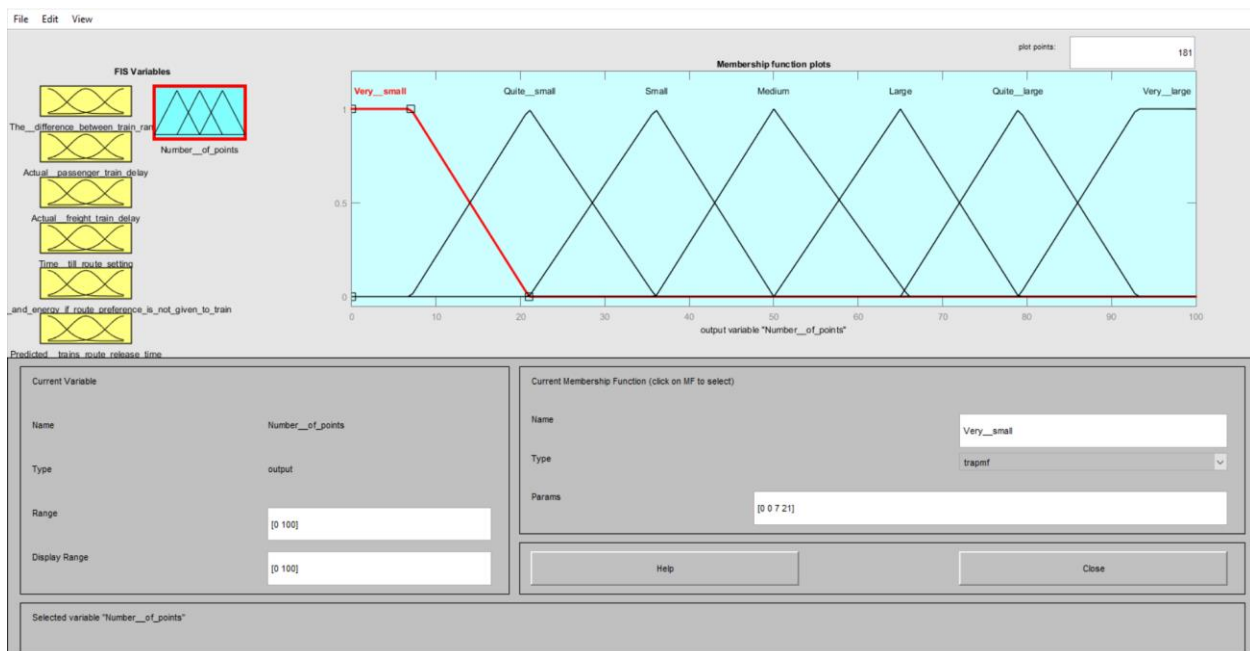 File Edit View
plot points:
181
FIS Variables
The__difference_between_train_ran
Actual__passenger_train_delay
Actual__freight_train_delay
Time__till_route_setting
_and_energy_if_route_preference_is_not_given_to_train
Predicted__trains_route_release_time
Number__of_points
Membership function plots
Very__small Quite__small Small Medium Large Quite__large Very__large
1
0.5
0
0 10 20 30 40 50 60 70 80 90 100
output variable "Number__of_points"
Current Variable
Name Number__of_points
Type output
Range [0 100]
Display Range [0 100]
Current Membership Function (click on MF to select)
Name Very__small
Type trapmf
Params [0 0 7 21]
Help Close
Selected variable "Number__of_points"